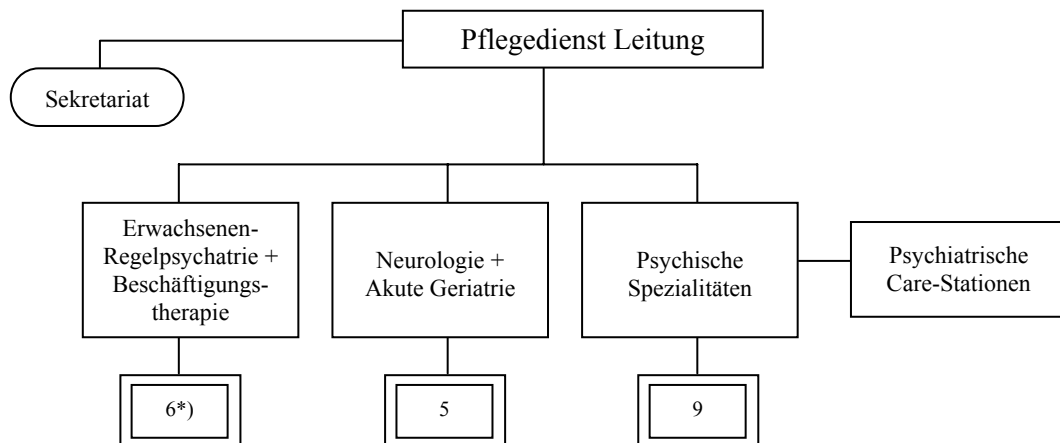 Pflegedienst Leitung
Sekretariat
Erwachsenen-
Regelpsychatrie +
Beschäftigungs-
therapie
Neurologie +
Akute Geriatrie
Psychische
Spezialitäten
Psychiatrische
Care-Stationen
6*)
5
9